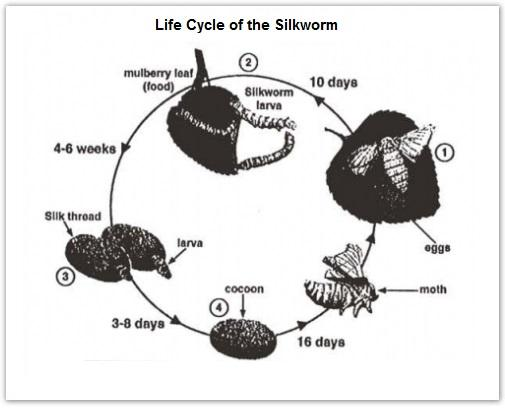 Life Cycle of the Silkworm
2
mulberry leaf
(food)
Silkworm
larva
10 days
1
eggs
4-6 weeks
Silk thread
larva
3
cocoon
4
moth
3-8 days
16 days